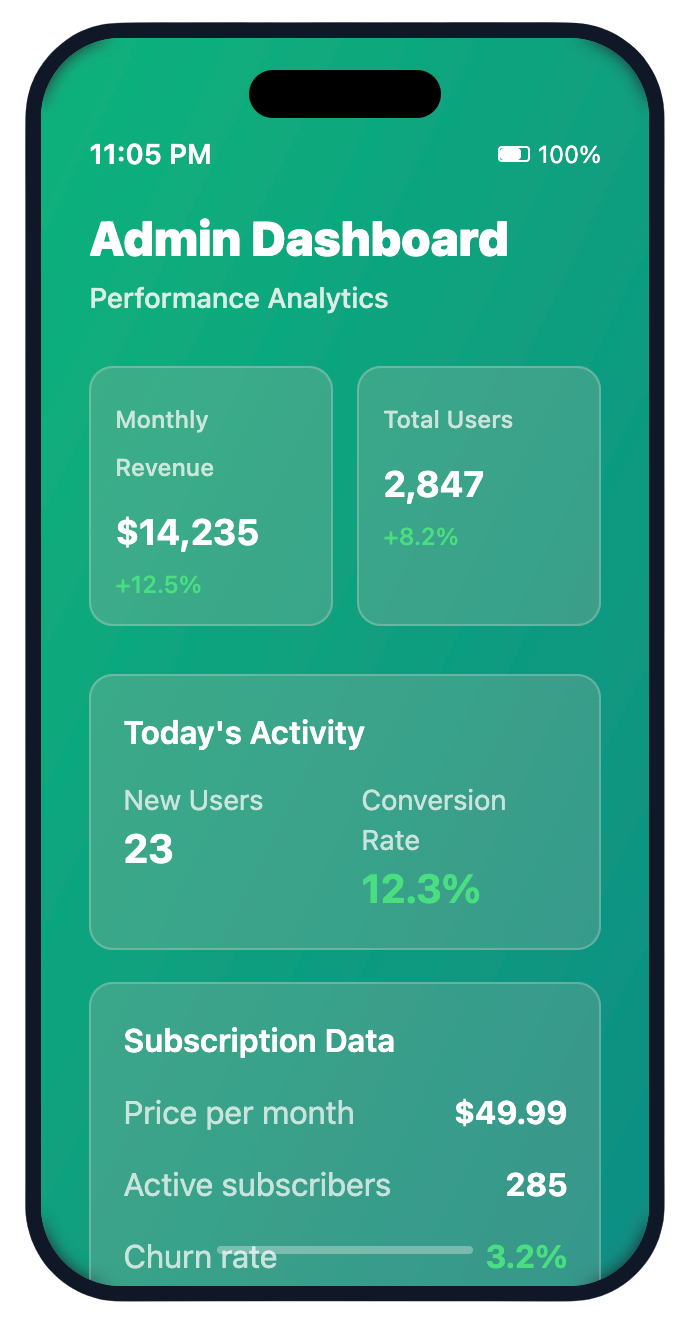 11:05 PM
100%
Admin Dashboard
Performance Analytics
Monthly
Revenue
$14,235
+12.5%
Total Users
2,847
+8.2%
Today's Activity
New Users
23
Conversion
Rate
12.3%
Subscription Data
Price per month $49.99
Active subscribers 285
Churn rate 3.2%